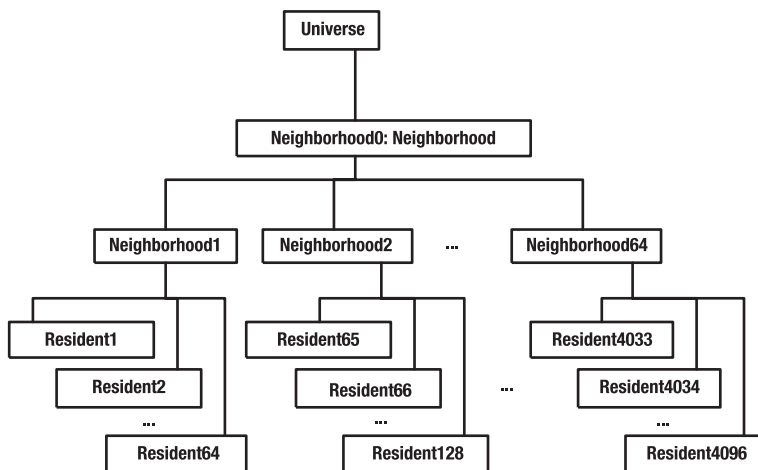 Universe
Neighborhood0: Neighborhood
Neighborhood1
Neighborhood2
...
Neighborhood64
Resident1
Resident65
Resident4033
Resident2
Resident66
...
Resident4034
...
...
...
Resident64
Resident128
Resident4096